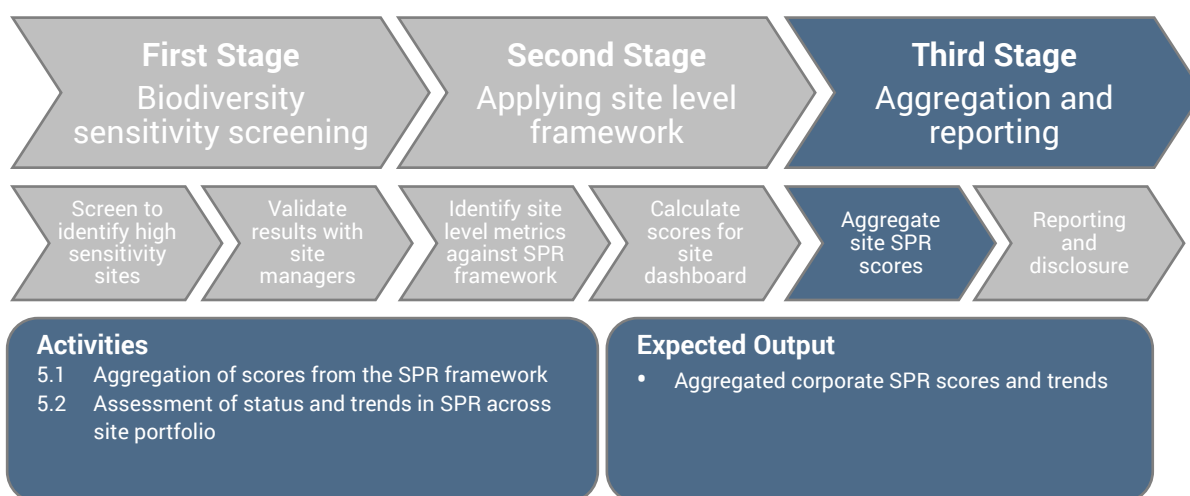 First Stage
Biodiversity
sensitivity screening
Second Stage
Applying site level
framework
Third Stage
Aggregation and
reporting
Screen to
identify high
sensitivity
sites
Validate
results with
site
managers
Identify site
level metrics
against SPR
framework
Calculate
scores for
site
dashboard
Aggregate
site SPR
scores
Reporting
and
disclosure
Activities
5.1 Aggregation of scores from the SPR framework
5.2 Assessment of status and trends in SPR across
site portfolio
Expected Output
• Aggregated corporate SPR scores and trends